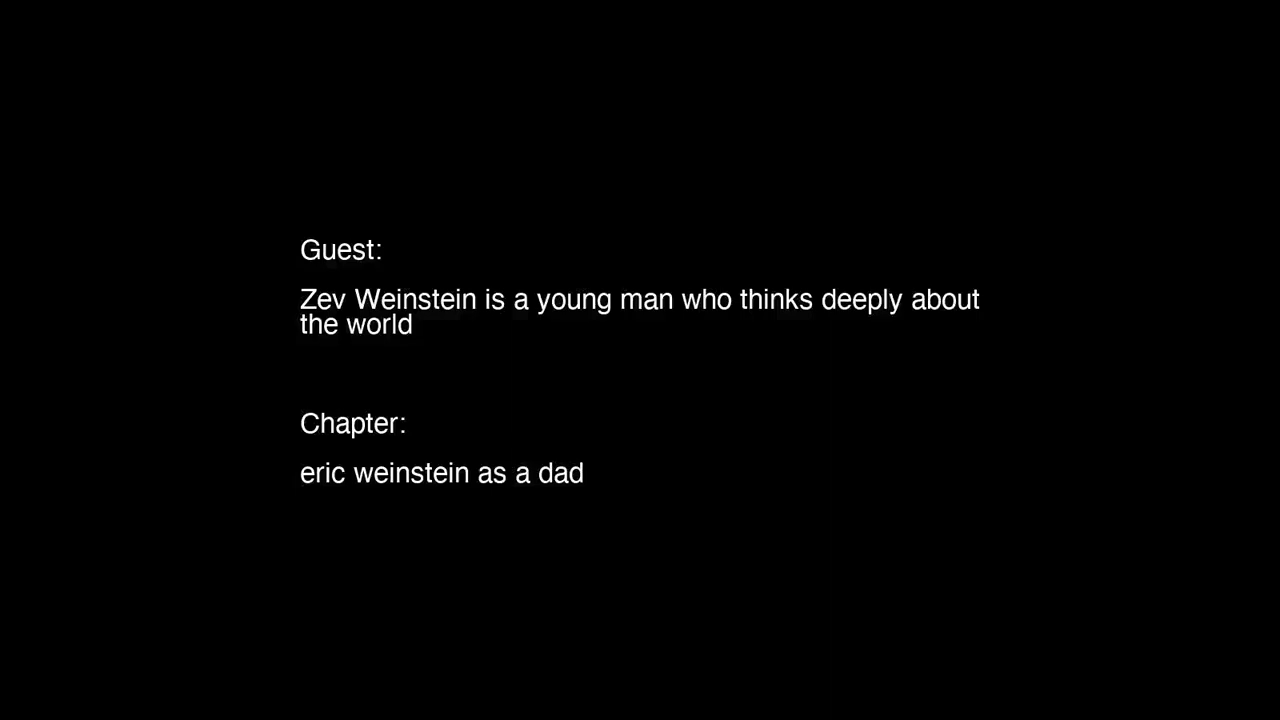 Guest:
Zev Weinstein is a young man who thinks deeply about
the world
Chapter:
eric weinstein as a dad